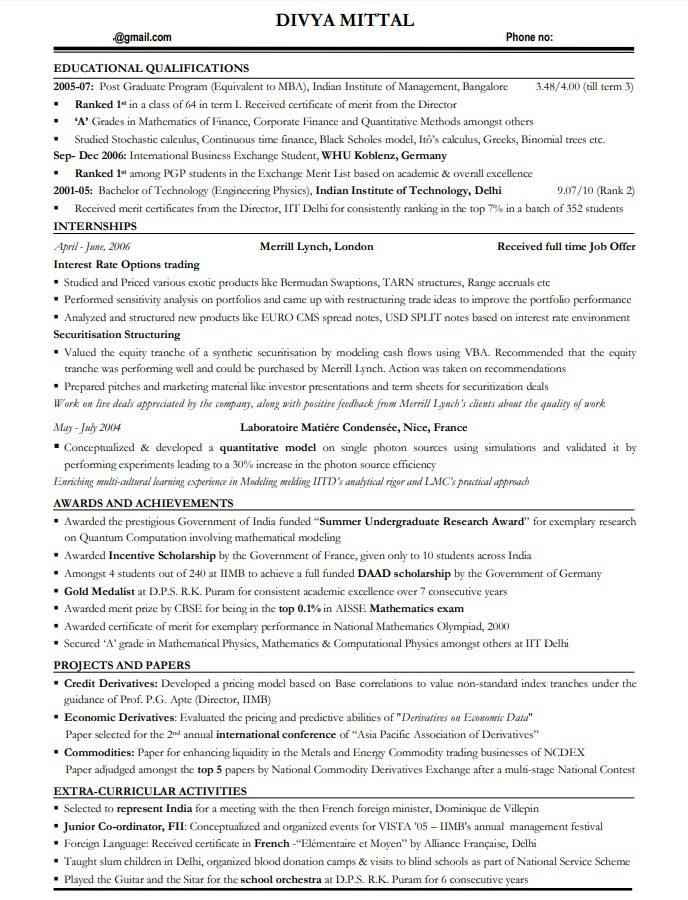 DIVYA MITTAL
@gmail.com Phone no:
EDUCATIONAL QUALIFICATIONS
2005-07: Post Graduate Program (Equivalent to MBA), Indian Institute of Management, Bangalore 3.48/4.00 (till term 3)
▪ Ranked 1st in a class of 64 in term I. Received certificate of merit from the Director
▪ ‘A’ Grades in Mathematics of Finance, Corporate Finance and Quantitative Methods amongst others
▪ Studied Stochastic calculus, Continuous time finance, Black Scholes model, Itô’s calculus, Greeks, Binomial trees etc.
Sep- Dec 2006: International Business Exchange Student, WHU Koblenz, Germany
▪ Ranked 1st among PGP students in the Exchange Merit List based on academic & overall excellence
2001-05: Bachelor of Technology (Engineering Physics), Indian Institute of Technology, Delhi 9.07/10 (Rank 2)
▪ Received merit certificates from the Director, IIT Delhi for consistently ranking in the top 7% in a batch of 352 students
INTERNSHIPS
April - June, 2006 Merrill Lynch, London Received full time Job Offer
Interest Rate Options trading
▪ Studied and Priced various exotic products like Bermudan Swaptions, TARN structures, Range accruals etc
▪ Performed sensitivity analysis on portfolios and came up with restructuring trade ideas to improve the portfolio performance
▪ Analyzed and structured new products like EURO CMS spread notes, USD SPLIT notes based on interest rate environment
Securitisation Structuring
▪ Valued the equity tranche of a synthetic securitisation by modeling cash flows using VBA. Recommended that the equity
tranche was performing well and could be purchased by Merrill Lynch. Action was taken on recommendations
▪ Prepared pitches and marketing material like investor presentations and term sheets for securitization deals
Work on live deals appreciated by the company, along with positive feedback from Merrill Lynch’s clients about the quality of work
May - July 2004 Laboratoire Matiére Condensée, Nice, France
▪ Conceptualized & developed a quantitative model on single photon sources using simulations and validated it by
performing experiments leading to a 30% increase in the photon source efficiency
Enriching multi-cultural learning experience in Modeling melding IITD’s analytical rigor and LMC’s practical approach
AWARDS AND ACHIEVEMENTS
▪ Awarded the prestigious Government of India funded “Summer Undergraduate Research Award” for exemplary research
on Quantum Computation involving mathematical modeling
▪ Awarded Incentive Scholarship by the Government of France, given only to 10 students across India
▪ Amongst 4 students out of 240 at IIMB to achieve a full funded DAAD scholarship by the Government of Germany
▪ Gold Medalist at D.P.S. R.K. Puram for consistent academic excellence over 7 consecutive years
▪ Awarded merit prize by CBSE for being in the top 0.1% in AISSE Mathematics exam
▪ Awarded certificate of merit for exemplary performance in National Mathematics Olympiad, 2000
▪ Secured ‘A’ grade in Mathematical Physics, Mathematics & Computational Physics amongst others at IIT Delhi
PROJECTS AND PAPERS
▪ Credit Derivatives: Developed a pricing model based on Base correlations to value non-standard index tranches under the
guidance of Prof. P.G. Apte (Director, IIMB)
▪ Economic Derivatives: Evaluated the pricing and predictive abilities of "Derivatives on Economic Data"
Paper selected for the 2nd annual international conference of “Asia Pacific Association of Derivatives”
▪ Commodities: Paper for enhancing liquidity in the Metals and Energy Commodity trading businesses of NCDEX
Paper adjudged amongst the top 5 papers by National Commodity Derivatives Exchange after a multi-stage National Contest
EXTRA-CURRICULAR ACTIVITIES
▪ Selected to represent India for a meeting with the then French foreign minister, Dominique de Villepin
▪ Junior Co-ordinator, FII: Conceptualized and organized events for VISTA ’05 – IIMB's annual management festival
▪ Foreign Language: Received certificate in French -“Elémentaire et Moyen” by Alliance Française, Delhi
▪ Taught slum children in Delhi, organized blood donation camps & visits to blind schools as part of National Service Scheme
▪ Played the Guitar and the Sitar for the school orchestra at D.P.S. R.K. Puram for 6 consecutive years